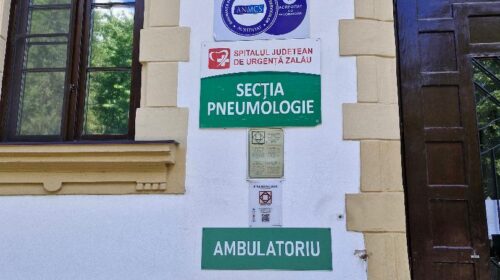 ANMCS
SPITALUL JUDEȚEAN
DE URGENȚĂ ZALĂU
SECȚIA
PNEUMOLOGIE
AMBULATORIU